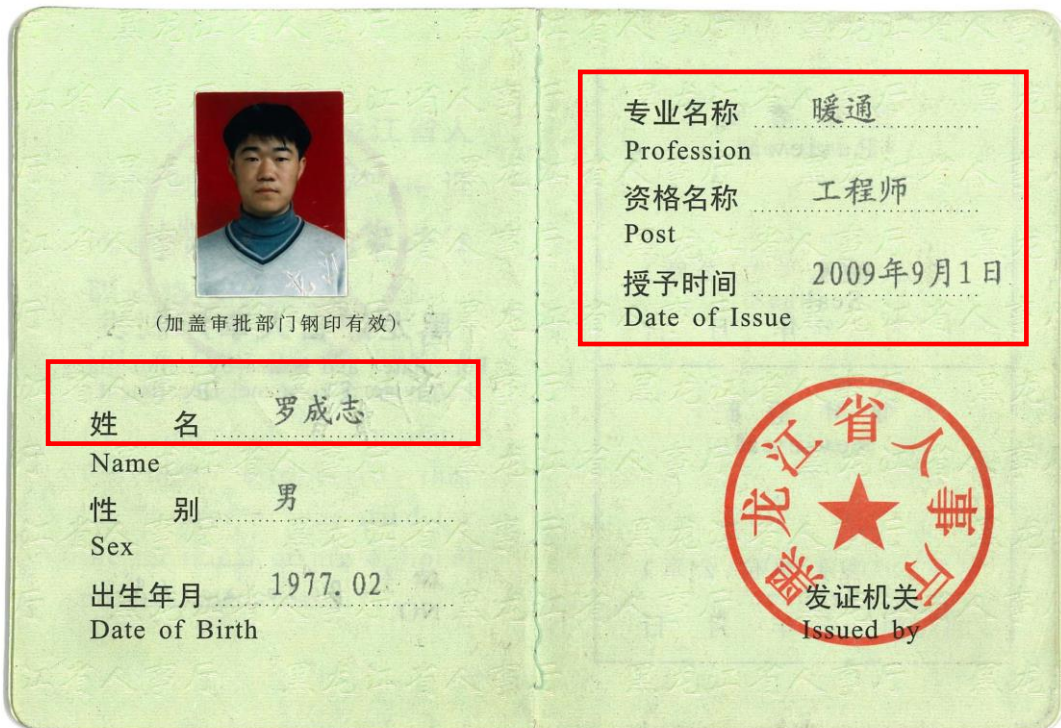 (加盖审批部门钢印有效)
姓 名 罗成志
Name
性 别 男
Sex
出生年月 1977.02
Date of Birth
专业名称 暖通
Profession
资格名称 工程师
Post
授予时间 2009年9月1日
Date of Issue
黑龙江省人事厅
发证机关
Issued by